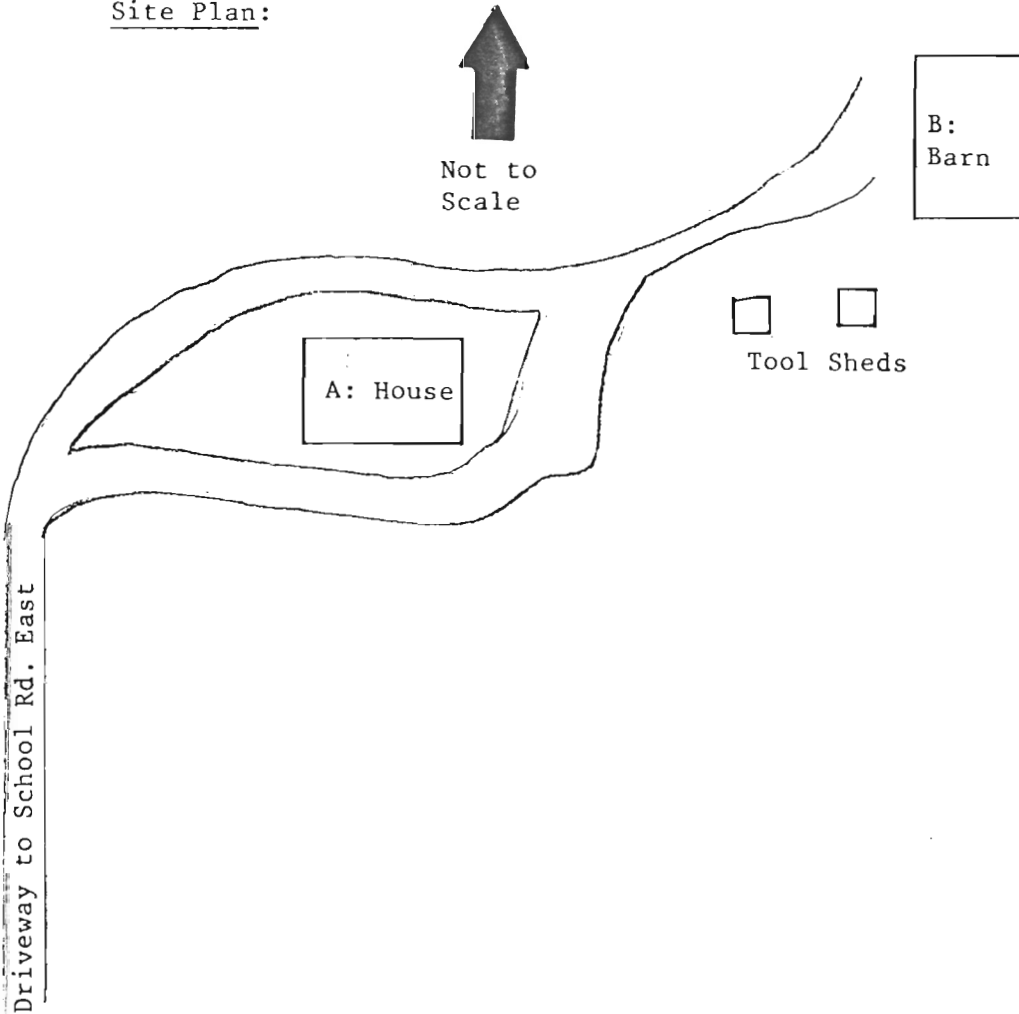 Site Plan:
Not to
Scale
B:
Barn
Tool Sheds
A: House
Driveway to School Rd. East